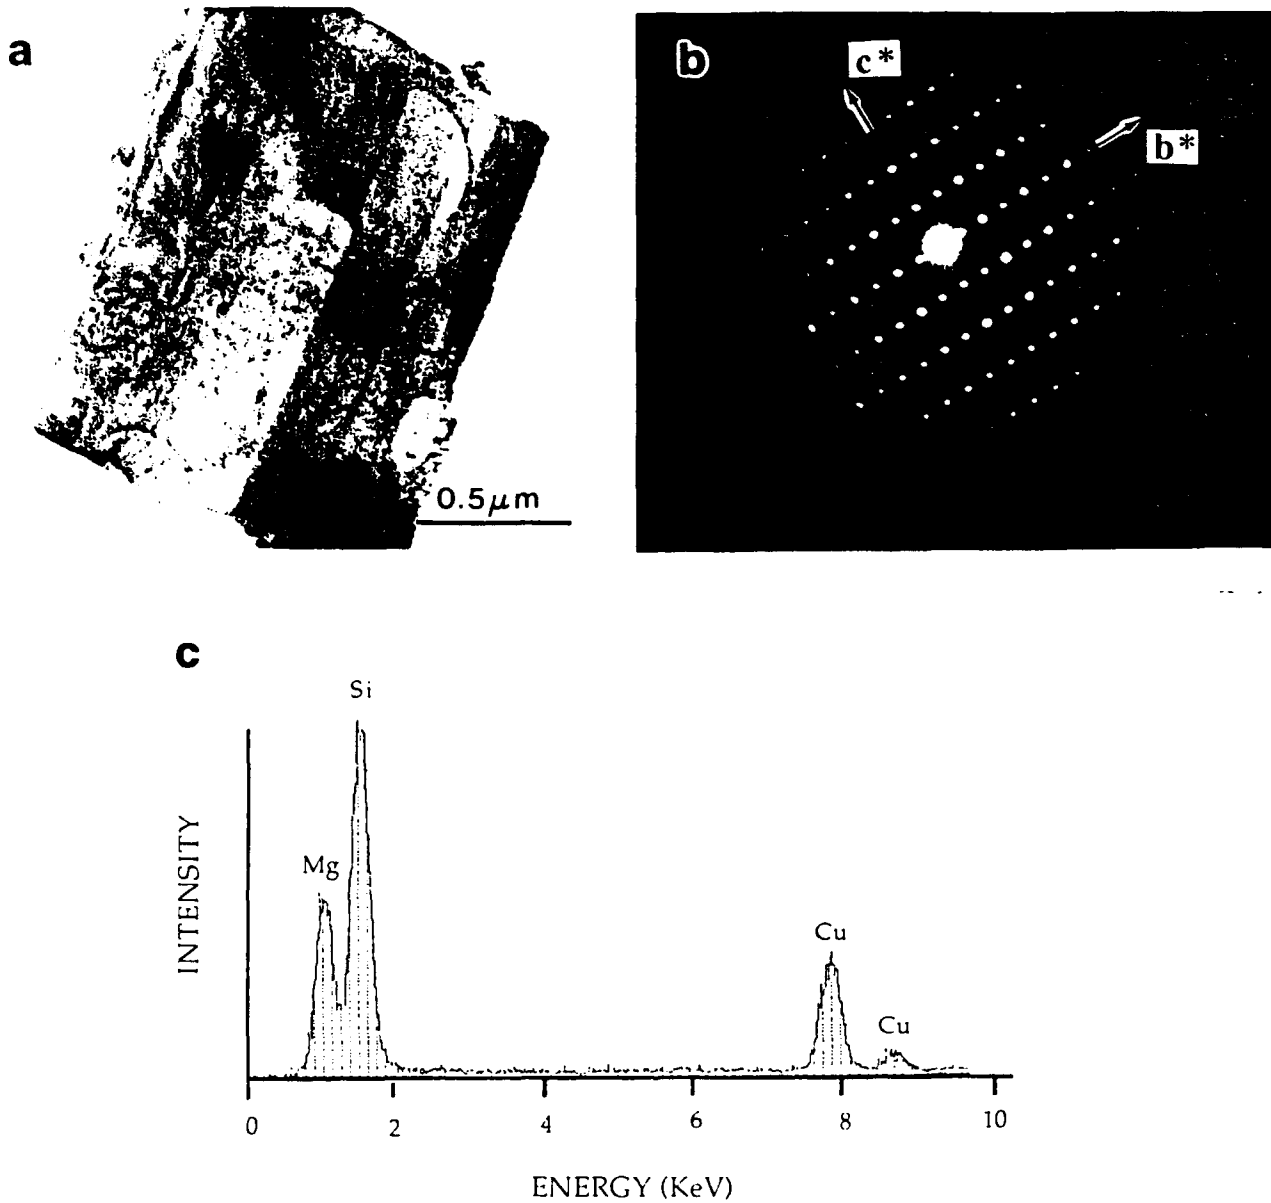 a
b
c*
b*
0.5μm
c
Si
Mg
Cu
Cu
INTENSITY
0 2 4 6 8 10
ENERGY (KeV)